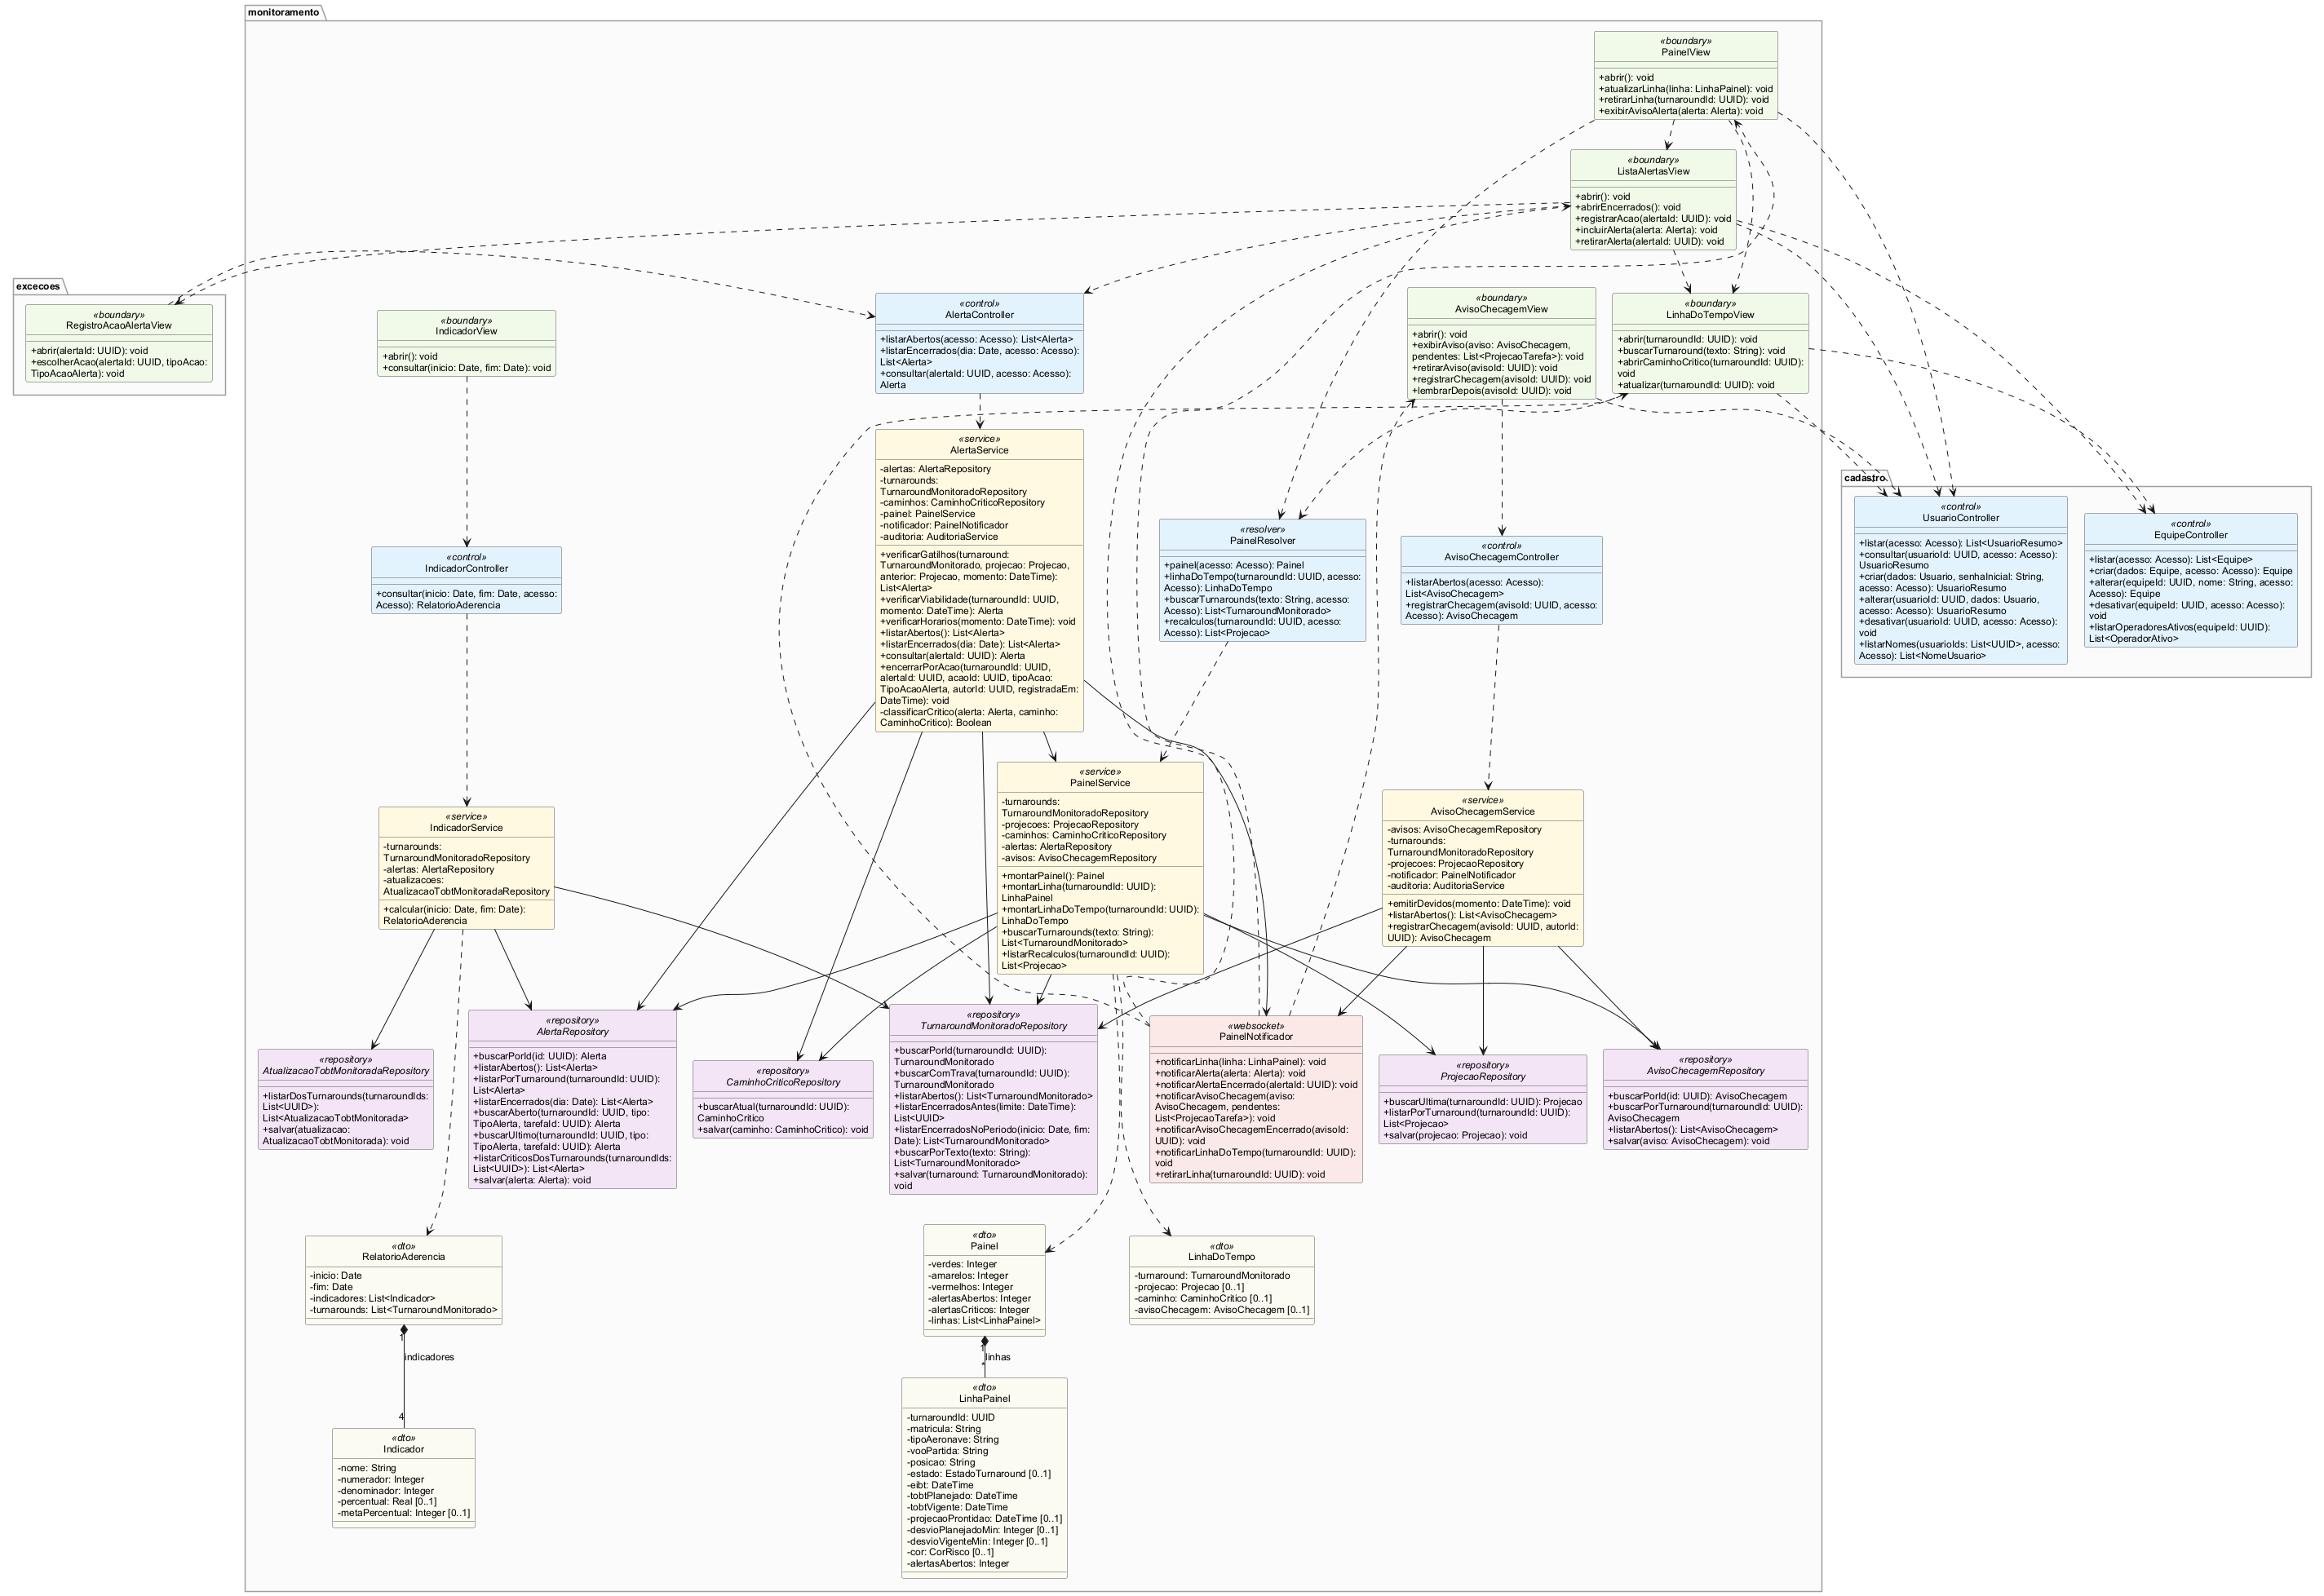 monitoramento
«boundary»
PainelView
+abrir(): void
+atualizarLinha(linha: LinhaPainel): void
+retirarLinha(turnaroundId: UUID): void
+exibirAvisoAlerta(alerta: Alerta): void
«boundary»
ListaAlertasView
+abrir(): void
+abrirEncerrados(): void
+registrarAcao(alertaId: UUID): void
+incluirAlerta(alerta: Alerta): void
+retirarAlerta(alertaId: UUID): void
excecoes
«boundary»
RegistroAcaoAlertaView
+abrir(alertaId: UUID): void
+escolherAcao(alertaId: UUID, tipoAcao:
TipoAcaoAlerta): void
«boundary»
IndicadorView
+abrir(): void
+consultar(inicio: Date, fim: Date): void
«control»
AlertaController
+listarAbertos(acesso: Acesso): List<Alerta>
+listarEncerrados(dia: Date, acesso: Acesso):
List<Alerta>
+consultar(alertaId: UUID, acesso: Acesso):
Alerta
«boundary»
AvisoChecagemView
+abrir(): void
+exibirAviso(aviso: AvisoChecagem,
pendentes: List<ProjecaoTarefa>): void
+retirarAviso(avisoId: UUID): void
+registrarChecagem(avisoId: UUID): void
+lembrarDepois(avisoId: UUID): void
«boundary»
LinhaDoTempoView
+abrir(turnaroundId: UUID): void
+buscarTurnaround(texto: String): void
+abrirCaminhoCritico(turnaroundId: UUID):
void
+atualizar(turnaroundId: UUID): void
«service»
AlertaService
-alertas: AlertaRepository
-turnarounds:
TurnaroundMonitoradoRepository
-caminhos: CaminhoCriticoRepository
-painel: PainelService
-notificador: PainelNotificador
-auditoria: AuditoriaService
+verificarGatilhos(turnaround:
TurnaroundMonitorado, projecao: Projecao,
anterior: Projecao, momento: DateTime):
List<Alerta>
+verificarViabilidade(turnaroundId: UUID,
momento: DateTime): Alerta
+verificarHorarios(momento: DateTime): void
+listarAbertos(): List<Alerta>
+listarEncerrados(dia: Date): List<Alerta>
+consultar(alertaId: UUID): Alerta
+encerrarPorAcao(turnaroundId: UUID,
alertaId: UUID, acaoId: UUID, tipoAcao:
TipoAcaoAlerta, autorId: UUID, registradaEm:
DateTime): void
-classificarCritico(alerta: Alerta, caminho:
CaminhoCritico): Boolean
cadastro
«control»
UsuarioController
+listar(acesso: Acesso): List<UsuarioResumo>
+consultar(usuarioId: UUID, acesso: Acesso):
UsuarioResumo
+criar(dados: Usuario, senhaInicial: String,
acesso: Acesso): UsuarioResumo
+alterar(usuarioId: UUID, dados: Usuario,
acesso: Acesso): UsuarioResumo
+desativar(usuarioId: UUID, acesso: Acesso):
void
+listarNomes(usuarioIds: List<UUID>, acesso:
Acesso): List<NomeUsuario>
«control»
EquipeController
+listar(acesso: Acesso): List<Equipe>
+criar(dados: Equipe, acesso: Acesso): Equipe
+alterar(equipeId: UUID, nome: String, acesso:
Acesso): Equipe
+desativar(equipeId: UUID, acesso: Acesso):
void
+listarOperadoresAtivos(equipeId: UUID):
List<OperadorAtivo>
«resolver»
PainelResolver
+painel(acesso: Acesso): Painel
+linhaDoTempo(turnaroundId: UUID, acesso:
Acesso): LinhaDoTempo
+buscarTurnarounds(texto: String, acesso:
Acesso): List<TurnaroundMonitorado>
+recalculos(turnaroundId: UUID, acesso:
Acesso): List<Projecao>
«control»
AvisoChecagemController
+listarAbertos(acesso: Acesso):
List<AvisoChecagem>
+registrarChecagem(avisoId: UUID, acesso:
Acesso): AvisoChecagem
«control»
IndicadorController
+consultar(inicio: Date, fim: Date, acesso:
Acesso): RelatorioAderencia
«service»
PainelService
-turnarounds:
TurnaroundMonitoradoRepository
-projecoes: ProjecaoRepository
-caminhos: CaminhoCriticoRepository
-alertas: AlertaRepository
-avisos: AvisoChecagemRepository
+montarPainel(): Painel
+montarLinha(turnaroundId: UUID):
LinhaPainel
+montarLinhaDoTempo(turnaroundId: UUID):
LinhaDoTempo
+buscarTurnarounds(texto: String):
List<TurnaroundMonitorado>
+listarRecalculos(turnaroundId: UUID):
List<Projecao>
«service»
AvisoChecagemService
-avisos: AvisoChecagemRepository
-turnarounds:
TurnaroundMonitoradoRepository
-projecoes: ProjecaoRepository
-notificador: PainelNotificador
-auditoria: AuditoriaService
+emitirDevidos(momento: DateTime): void
+listarAbertos(): List<AvisoChecagem>
+registrarChecagem(avisoId: UUID, autorId:
UUID): AvisoChecagem
«service»
IndicadorService
-turnarounds:
TurnaroundMonitoradoRepository
-alertas: AlertaRepository
-atualizacoes:
AtualizacaoTobtMonitoradaRepository
+calcular(inicio: Date, fim: Date):
RelatorioAderencia
«repository»
AtualizacaoTobtMonitoradaRepository
+listarDosTurnarounds(turnaroundIds:
List<UUID>):
List<AtualizacaoTobtMonitorada>
+salvar(atualizacao:
AtualizacaoTobtMonitorada): void
«repository»
AlertaRepository
+buscarPorId(id: UUID): Alerta
+listarAbertos(): List<Alerta>
+listarPorTurnaround(turnaroundId: UUID):
List<Alerta>
+listarEncerrados(dia: Date): List<Alerta>
+buscarAberto(turnaroundId: UUID, tipo:
TipoAlerta, tarefaId: UUID): Alerta
+buscarUltimo(turnaroundId: UUID, tipo:
TipoAlerta, tarefaId: UUID): Alerta
+listarCriticosDosTurnarounds(turnaroundIds:
List<UUID>): List<Alerta>
+salvar(alerta: Alerta): void
«repository»
CaminhoCriticoRepository
+buscarAtual(turnaroundId: UUID):
CaminhoCritico
+salvar(caminho: CaminhoCritico): void
«repository»
TurnaroundMonitoradoRepository
+buscarPorId(turnaroundId: UUID):
TurnaroundMonitorado
+buscarComTrava(turnaroundId: UUID):
TurnaroundMonitorado
+listarAbertos(): List<TurnaroundMonitorado>
+listarEncerradosAntes(limite: DateTime):
List<UUID>
+listarEncerradosNoPeriodo(inicio: Date, fim:
Date): List<TurnaroundMonitorado>
+buscarPorTexto(texto: String):
List<TurnaroundMonitorado>
+salvar(turnaround: TurnaroundMonitorado):
void
«websocket»
PainelNotificador
+notificarLinha(linha: LinhaPainel): void
+notificarAlerta(alerta: Alerta): void
+notificarAlertaEncerrado(alertaId: UUID): void
+notificarAvisoChecagem(aviso:
AvisoChecagem, pendentes:
List<ProjecaoTarefa>): void
+notificarAvisoChecagemEncerrado(avisoId:
UUID): void
+notificarLinhaDoTempo(turnaroundId: UUID):
void
+retirarLinha(turnaroundId: UUID): void
«repository»
ProjecaoRepository
+buscarUltima(turnaroundId: UUID): Projecao
+listarPorTurnaround(turnaroundId: UUID):
List<Projecao>
+salvar(projecao: Projecao): void
«repository»
AvisoChecagemRepository
+buscarPorId(id: UUID): AvisoChecagem
+buscarPorTurnaround(turnaroundId: UUID):
AvisoChecagem
+listarAbertos(): List<AvisoChecagem>
+salvar(aviso: AvisoChecagem): void
«dto»
RelatorioAderencia
-inicio: Date
-fim: Date
-indicadores: List<Indicador>
-turnarounds: List<TurnaroundMonitorado>
«dto»
Painel
-verdes: Integer
-amarelos: Integer
-vermelhos: Integer
-alertasAbertos: Integer
-alertasCriticos: Integer
-linhas: List<LinhaPainel>
«dto»
LinhaDoTempo
-turnaround: TurnaroundMonitorado
-projecao: Projecao [0..1]
-caminho: CaminhoCritico [0..1]
-avisoChecagem: AvisoChecagem [0..1]
1
indicadores
4
1
linhas
*
«dto»
Indicador
-nome: String
-numerador: Integer
-denominador: Integer
-percentual: Real [0..1]
-metaPercentual: Integer [0..1]
«dto»
LinhaPainel
-turnaroundId: UUID
-matricula: String
-tipoAeronave: String
-vooPartida: String
-posicao: String
-estado: EstadoTurnaround [0..1]
-eibt: DateTime
-tobtPlanejado: DateTime
-tobtVigente: DateTime
-projecaoProntidao: DateTime [0..1]
-desvioPlanejadoMin: Integer [0..1]
-desvioVigenteMin: Integer [0..1]
-cor: CorRisco [0..1]
-alertasAbertos: Integer